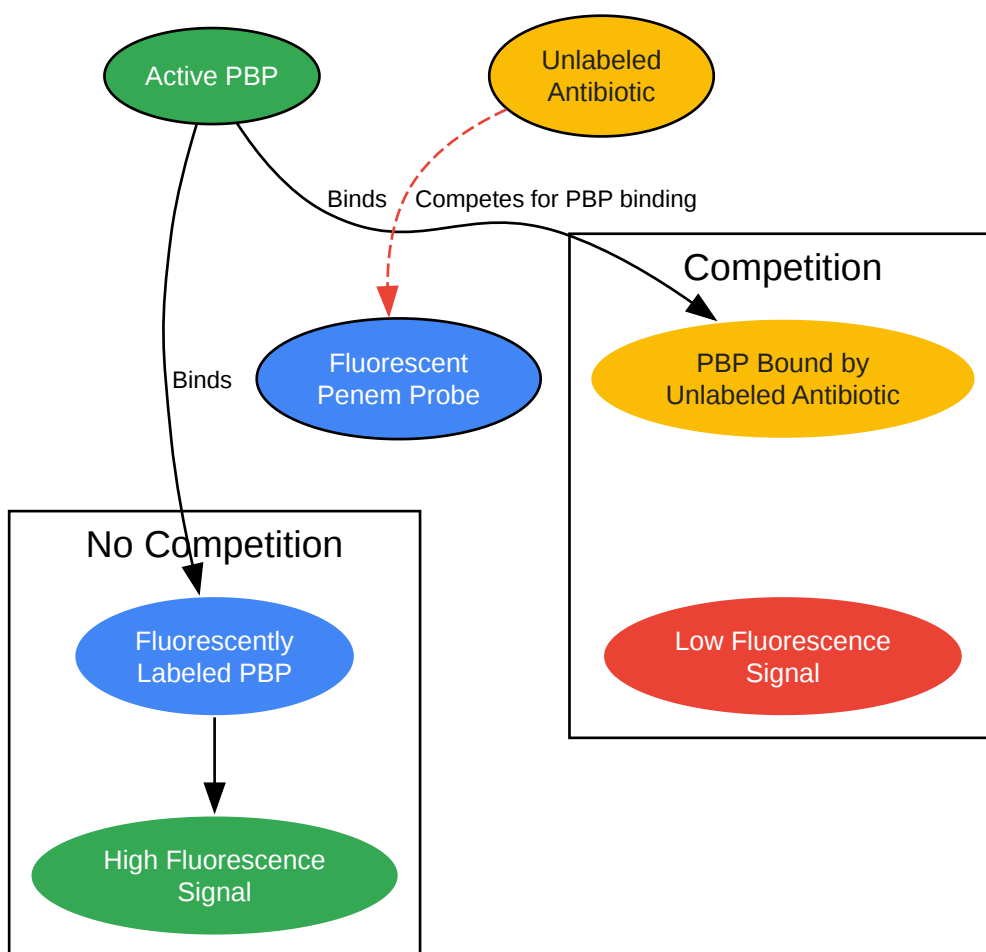 Active PBP
Unlabeled
Antibiotic
Binds
Competes for PBP binding
Competition
Fluorescent
Penem Probe
PBP Bound by
Unlabeled Antibiotic
Binds
No Competition
Fluorescently
Labeled PBP
Low Fluorescence
Signal
High Fluorescence
Signal